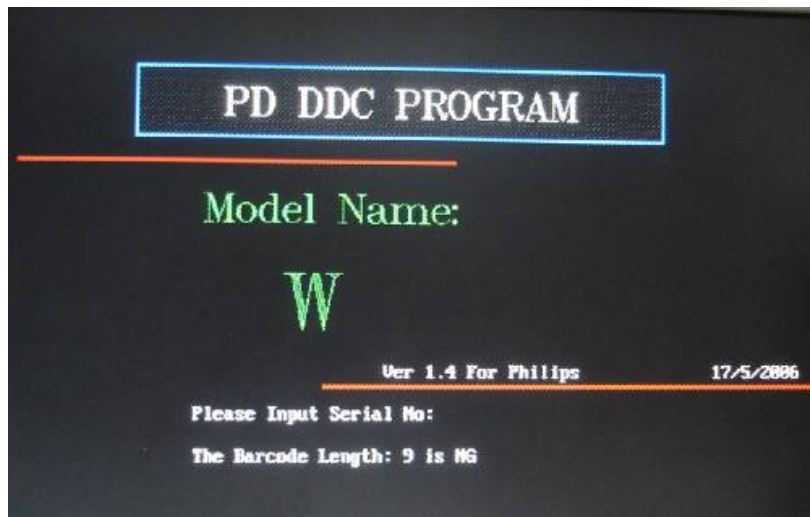 PD DDC PROGRAM
Model Name:
W
Ver 1.4 For Philips 17/5/2006
Please Input Serial No:
The Barcode Length: 9 is NG